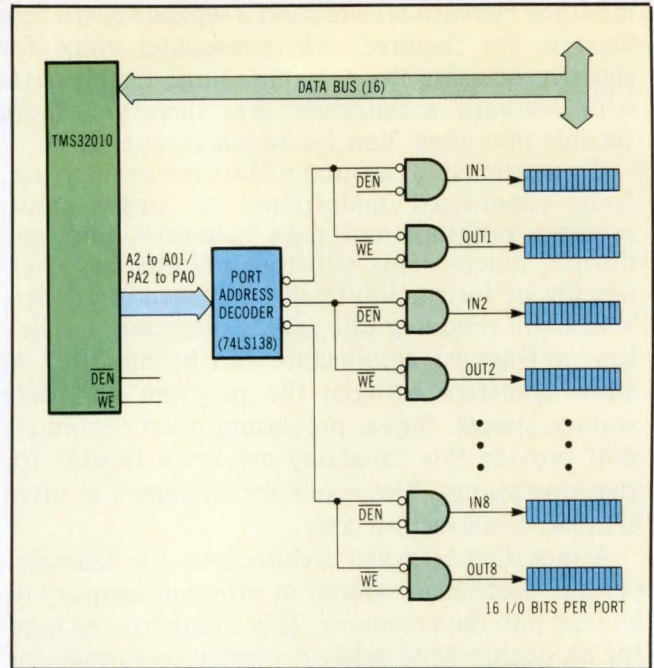 DATA BUS (16)
TMS32010
A2 to A01/
PA2 to PA0
PORT
ADDRESS
DECODER
(74LS138)
DEN
WE
DEN
IN1
WE
OUT1
DEN
IN2
WE
OUT2
DEN
IN8
WE
OUT8
16 I/O BITS PER PORT